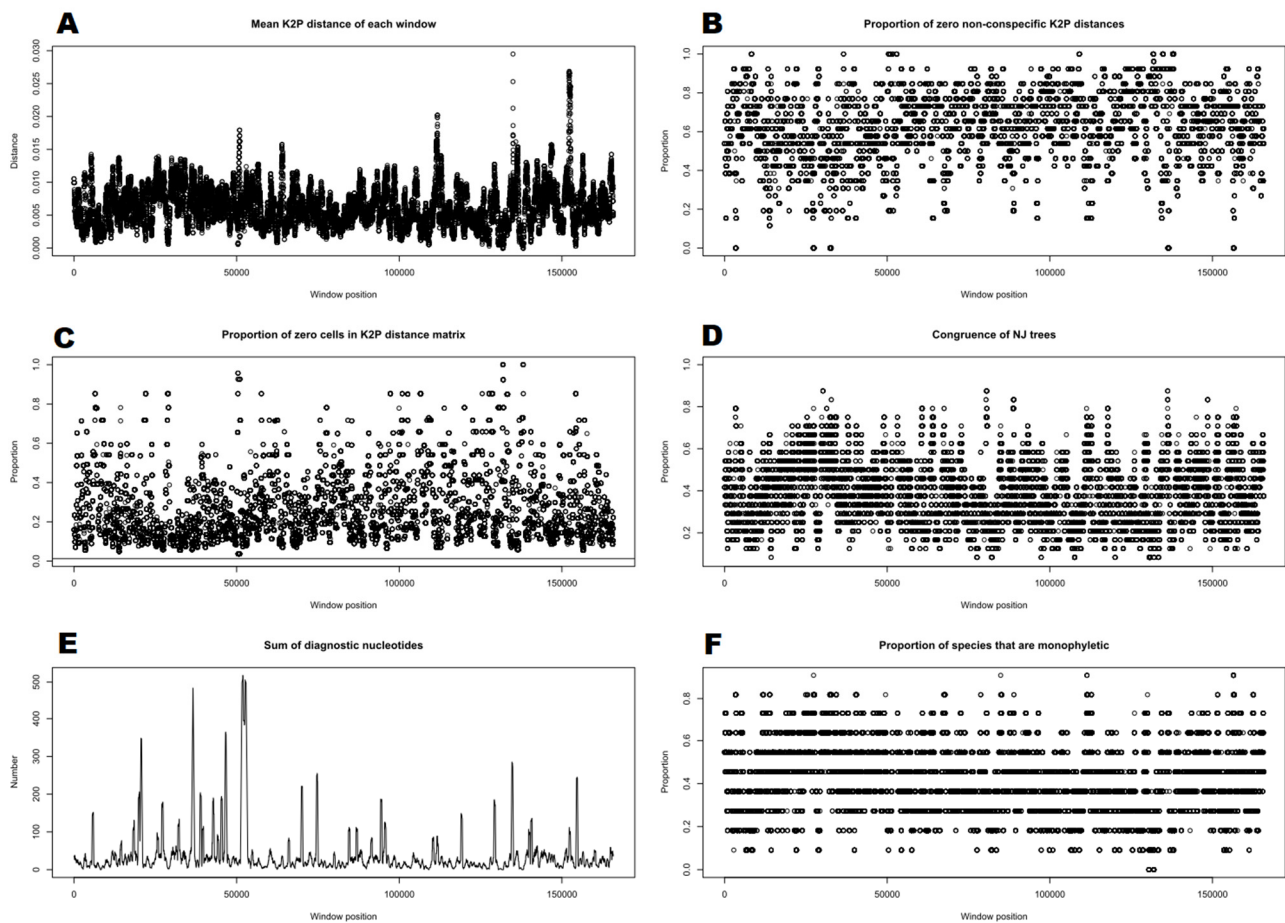 A
Mean K2P distance of each window
0.030
0.025
0.020
0.015
0.010
0.005
0.000
Distance
0
50000
100000
150000
Window position
B
Proportion of zero non-conspecific K2P distances
1.0
0.8
0.6
0.4
0.2
0.0
Proportion
0
50000
100000
150000
Window position
C
Proportion of zero cells in K2P distance matrix
1.0
0.8
0.6
0.4
0.2
0.0
Proportion
0
50000
100000
150000
Window position
D
Congruence of NJ trees
1.0
0.8
0.6
0.4
0.2
Proportion
0
50000
100000
150000
Window position
E
Sum of diagnostic nucleotides
500
400
300
200
100
0
Number
0
50000
100000
150000
Window position
F
Proportion of species that are monophyletic
0.8
0.6
0.4
0.2
0.0
Proportion
0
50000
100000
150000
Window position